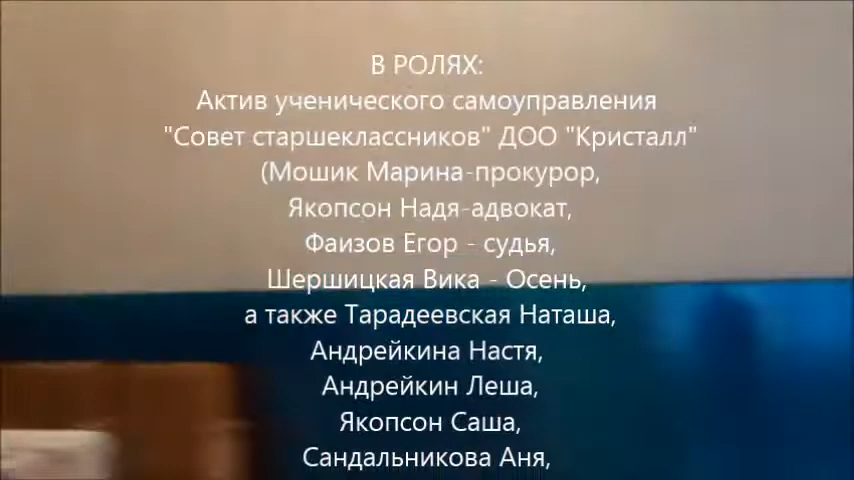 В РОЛЯХ:
Актив ученического самоуправления
"Совет старшеклассников" ДОО "Кристалл"
(Мошик Марина-прокурор,
Якопсон Надя-адвокат,
Фаизов Егор - судья,
Шершицкая Вика - Осень,
а также Тарадеевская Наташа,
Андрейкина Настя,
Андрейкин Леша,
Якопсон Саша,
Сандальникова Аня,